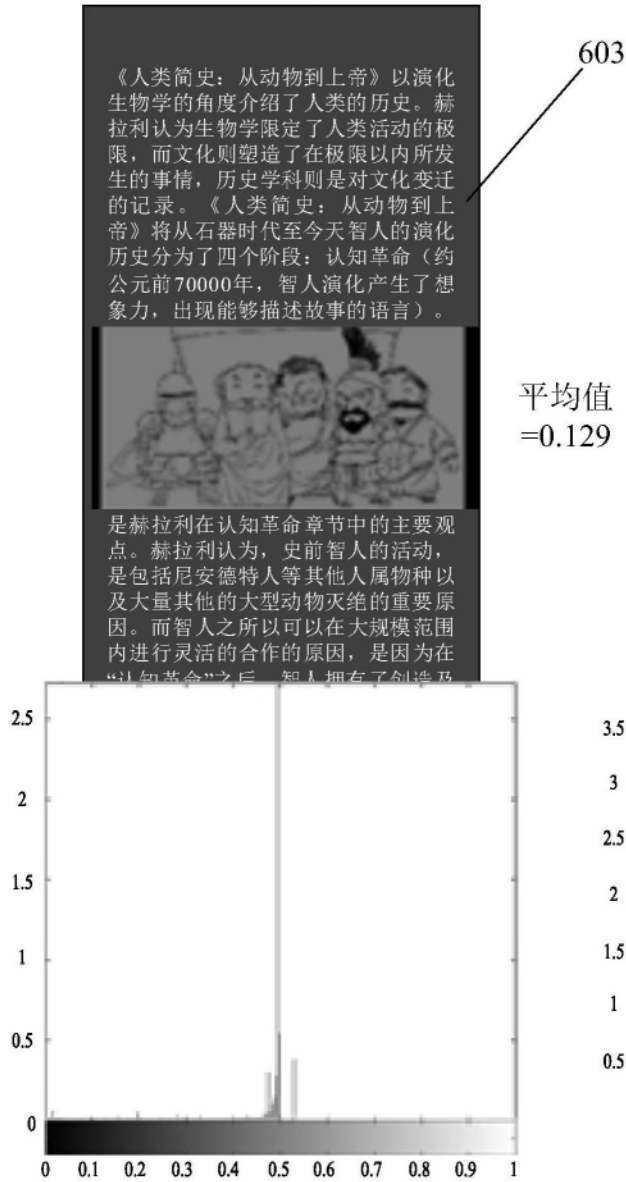 《人类简史：从动物到上帝》以演化
生物学的角度介绍了人类的历史。赫
拉利认为生物学限定了人类活动的极
限，而文化则塑造了在极限以内所发
生的事情，历史学科则是对文化变迁
的记录。《人类简史：从动物到上
帝》将从石器时代至今天智人的演化
历史分为了四个阶段：认知革命（约
公元前70000年，智人演化产生了想
象力，出现能够描述故事的语言）。
603
平均值
=0.129
是赫拉利在认知革命章节中的主要观
点。赫拉利认为，史前智人的活动，
是包括尼安德特人等其他人属物种以
及大量其他的大型动物灭绝的重要原
因。而智人之所以可以在大规模范围
内进行灵活的合作的原因，是因为在
“认知革命”之后，智人拥有了创造及
2.5
2
1.5
1
0.5
0
0 0.1 0.2 0.3 0.4 0.5 0.6 0.7 0.8 0.9 1
3.5
3
2.5
2
1.5
1
0.5